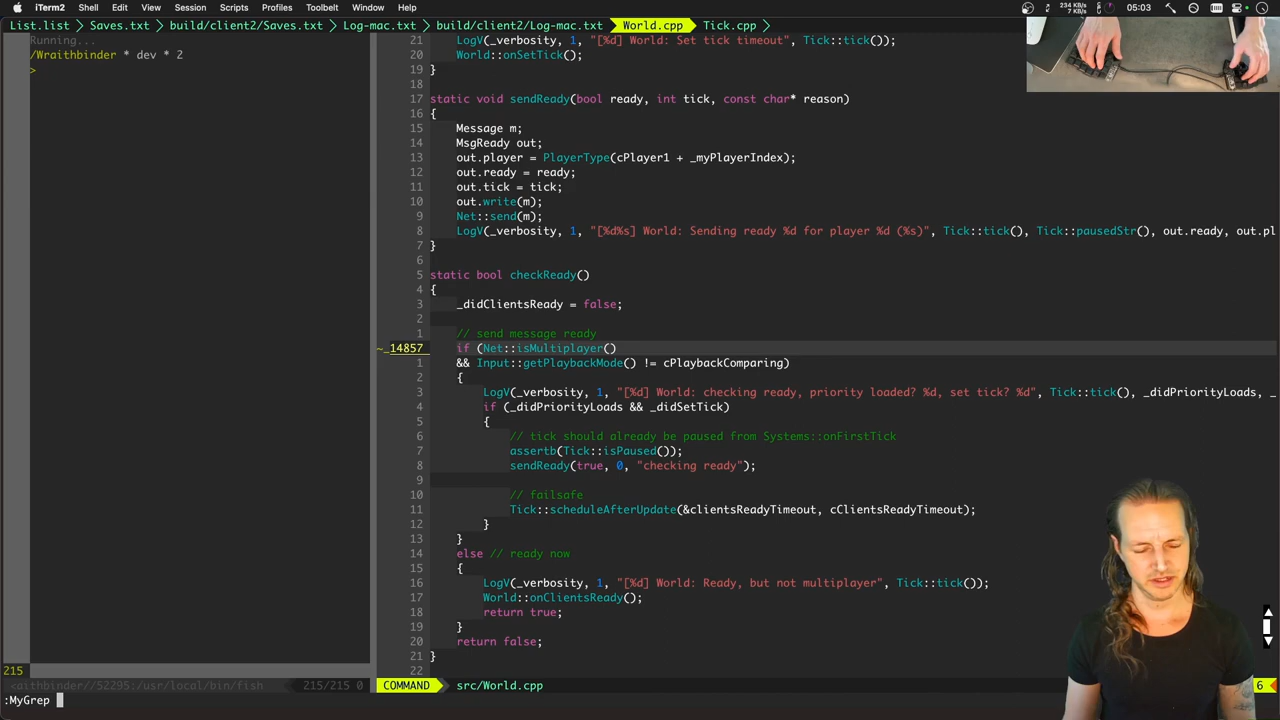 iTerm2 Shell Edit View Session Scripts Profiles Toolbelt Window Help 234 KB 7 KB 05:03
List.list Saves.txt build/client2/Saves.txt Log-mac.txt build/client2/Log-mac.txt World.cpp Tick.cpp
Running...
/Wraithbinder * dev * 2
>
21 LogV(_verbosity, 1, "[%d] World: Set tick timeout", Tick::tick());
20 World::onSetTick();
19 }
18
17 static void sendReady(bool ready, int tick, const char* reason)
16 {
15 Message m;
14 MsgReady out;
13 out.player = PlayerType(cPlayer1 + _myPlayerIndex);
12 out.ready = ready;
11 out.tick = tick;
10 out.write(m);
9 Net::send(m);
8 LogV(_verbosity, 1, "[%d%s] World: Sending ready %d for player %d (%s)", Tick::tick(), Tick::pausedStr(), out.ready, out.pl
7 }
6
5 static bool checkReady()
4 {
3 _didClientsReady = false;
2
1 // send message ready
~_14857 if (Net::isMultiplayer()
1 && Input::getPlaybackMode() != cPlaybackComparing)
2 {
3 LogV(_verbosity, 1, "[%d] World: checking ready, priority loaded? %d, set tick? %d", Tick::tick(), _didPriorityLoads, _
4 if (_didPriorityLoads && _didSetTick)
5 {
6 // tick should already be paused from Systems::onFirstTick
7 assertb(Tick::isPaused());
8 sendReady(true, 0, "checking ready");
9
10 // failsafe
11 Tick::scheduleAfterUpdate(&clientsReadyTimeout, cClientsReadyTimeout);
12 }
13 }
14 else // ready now
15 {
16 LogV(_verbosity, 1, "[%d] World: Ready, but not multiplayer", Tick::tick());
17 World::onClientsReady();
18 return true;
19 }
20 return false;
21 }
22
215
<aithbinder//52295:/usr/local/bin/fish 215/215 0 COMMAND src/World.cpp 6
:MyGrep